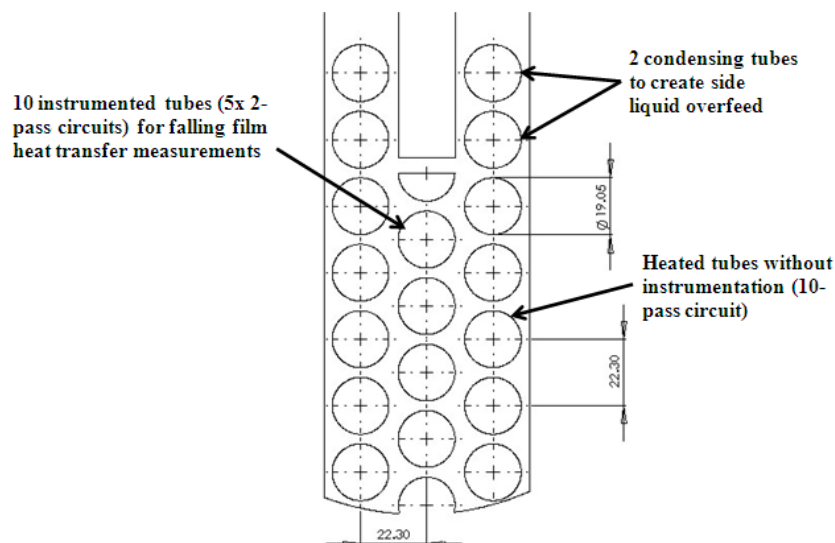 2 condensing tubes
to create side
liquid overfeed
10 instrumented tubes (5x 2-
pass circuits) for falling film
heat transfer measurements
Ø19.05
Heated tubes without
instrumentation (10-
pass circuit)
22.30
22.30